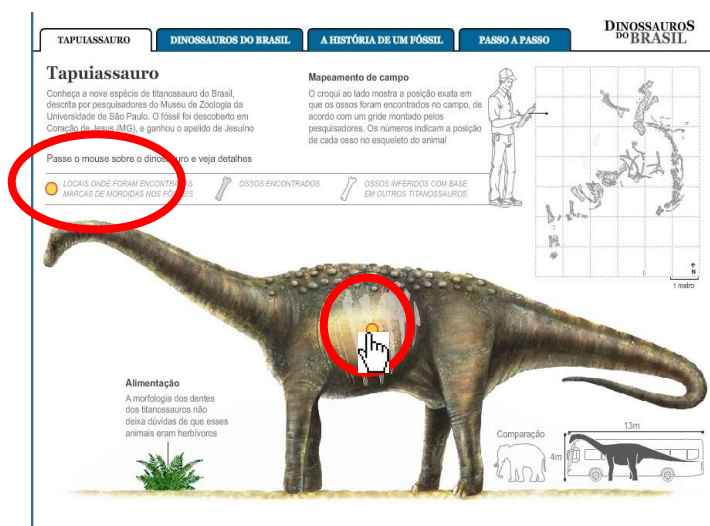 TAPUIASSAURO
DINOSSAUROS DO BRASIL
A HISTÓRIA DE UM FÓSSIL
PASSO A PASSO
DINOSSAUROS
DO BRASIL
Tapuiassauro
Conheça a nova espécie de titanossauro do Brasil,
descrita por pesquisadores do Museu de Zoologia da
Universidade de São Paulo. O fóssil foi descoberto em
Coração de Jesus (MG), e ganhou o apelido de Jesuíno
Passe o mouse sobre o dinossauro e veja detalhes
Mapeamento de campo
O croqui ao lado mostra a posição exata em
que os ossos foram encontrados no campo, de
acordo com um gride montado pelos
pesquisadores. Os números indicam a posição
de cada osso no esqueleto do animal
LOCAIS ONDE FORAM ENCONTRADAS
MARCAS DE MORDIDAS NOS FÓSSEIS
OSSOS ENCONTRADOS
OSSOS INFERIDOS COM BASE
EM OUTROS TITANOSSAUROS
N
1 metro
Alimentação
A morfologia dos dentes
dos titanossauros não
deixa dúvidas de que esses
animais eram herbívoros
Comparação
13m
4m